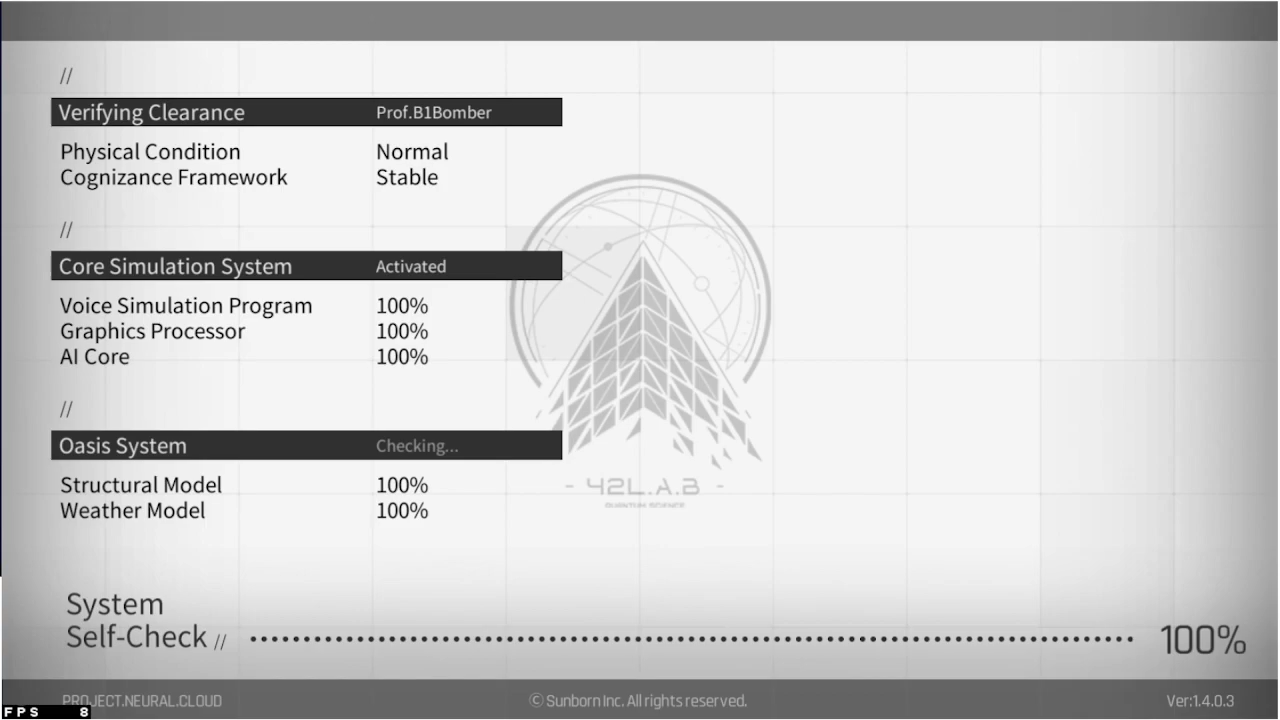 //
Verifying Clearance Prof.B1Bomber
Physical Condition Normal
Cognizance Framework Stable
//
Core Simulation System Activated
Voice Simulation Program 100%
Graphics Processor 100%
AI Core 100%
//
Oasis System Checking...
Structural Model 100%
Weather Model 100%
- 42L.A.B -
QUANTUM SCIENCE
System
Self-Check // 100%
PROJECT.NEURAL.CLOUD © Sunborn Inc. All rights reserved. Ver:1.4.0.3
FPS 8